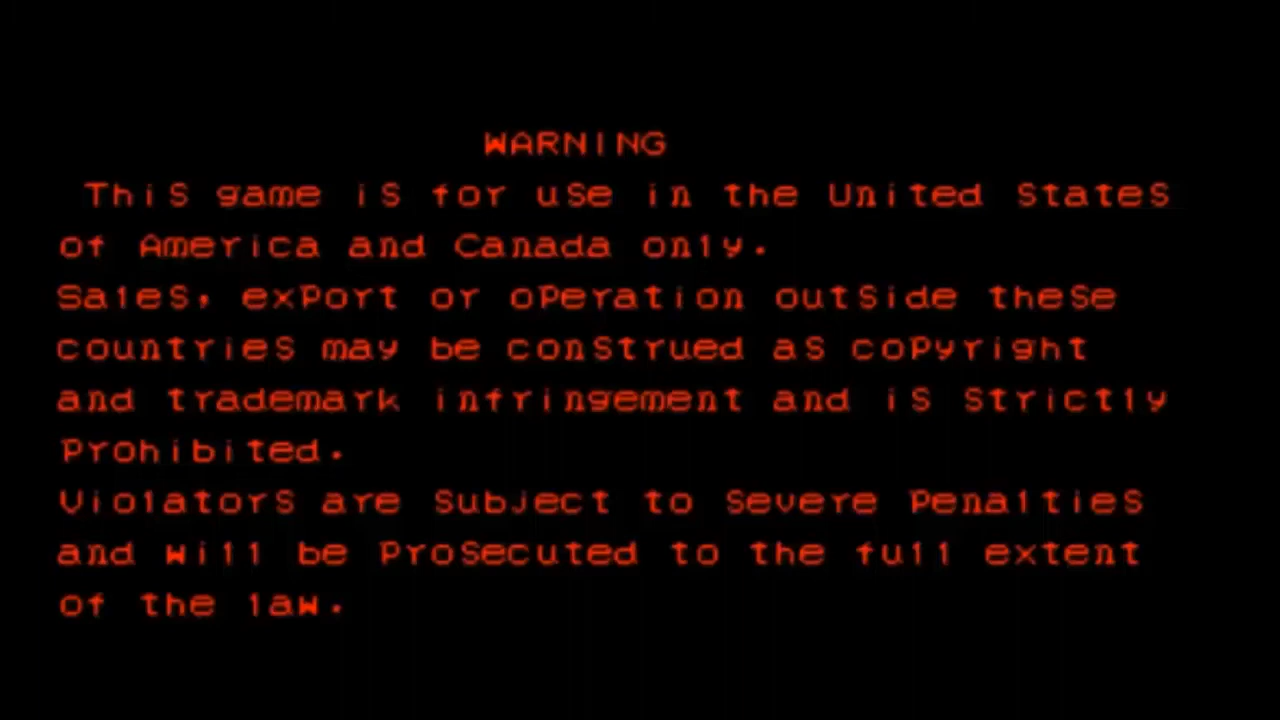 WARNING
This game is for use in the United States
of America and Canada only.
Sales, export or operation outside these
countries may be construed as copyright
and trademark infringement and is strictly
prohibited.
Violators are subject to severe penalties
and will be prosecuted to the full extent
of the law.